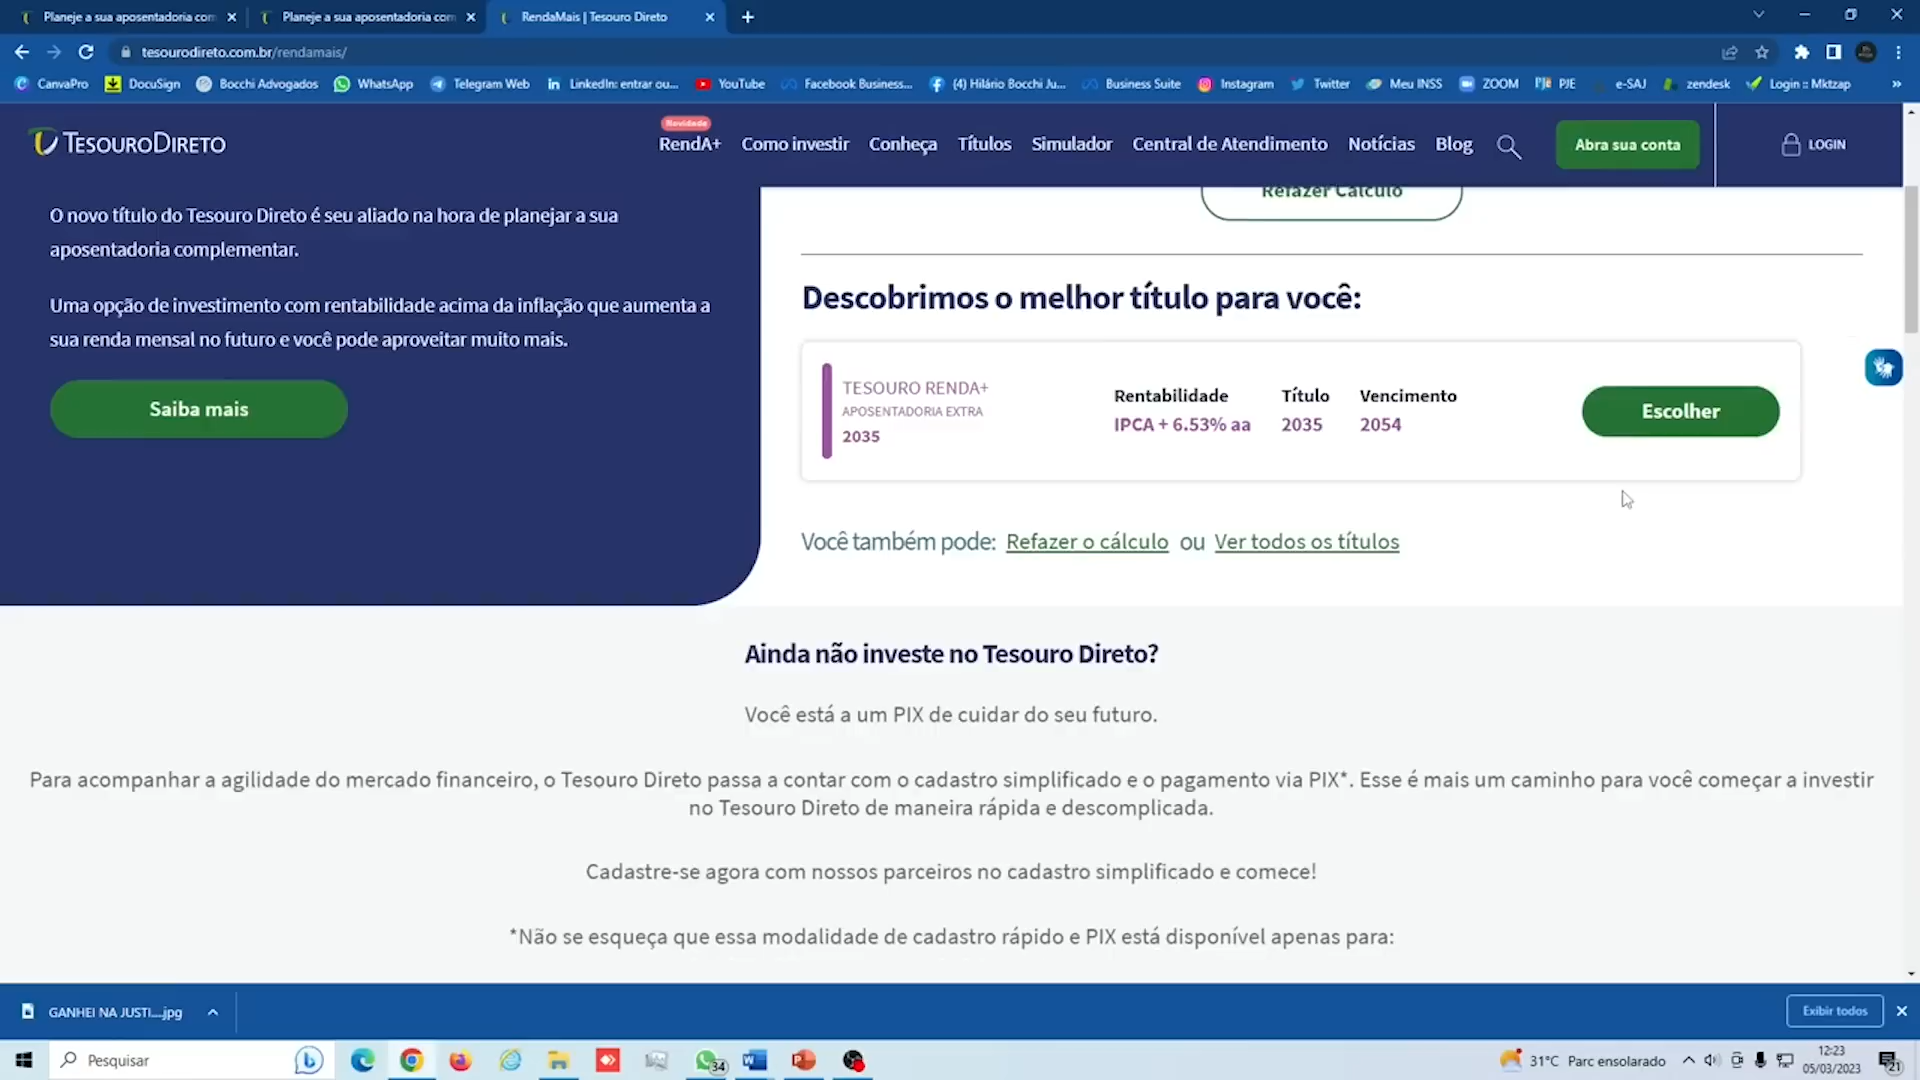 Planeje a sua aposentadoria com
Planeje a sua aposentadoria com
RendaMais | Tesouro Direto
tesourodireto.com.br/rendamais/
CanvaPro
DocuSign
Bocchi Advogados
WhatsApp
Telegram Web
LinkedIn: entrar ou...
YouTube
Facebook Business...
(4) Hilário Bocchi Ju...
Business Suite
Instagram
Twitter
Meu INSS
ZOOM
PJE
e-SAJ
zendesk
Login :: Mktzap
TESOURODIRETO
Novidade
RendA+
Como investir
Conheça
Títulos
Simulador
Central de Atendimento
Notícias
Blog
Abra sua conta
LOGIN
O novo título do Tesouro Direto é seu aliado na hora de planejar a sua
aposentadoria complementar.
Uma opção de investimento com rentabilidade acima da inflação que aumenta a
sua renda mensal no futuro e você pode aproveitar muito mais.
Saiba mais
Refazer Cálculo
Descobrimos o melhor título para você:
TESOURO RENDA+
APOSENTADORIA EXTRA
2035
Rentabilidade
IPCA + 6.53% aa
Título
2035
Vencimento
2054
Escolher
Você também pode: Refazer o cálculo ou Ver todos os títulos
Ainda não investe no Tesouro Direto?
Você está a um PIX de cuidar do seu futuro.
Para acompanhar a agilidade do mercado financeiro, o Tesouro Direto passa a contar com o cadastro simplificado e o pagamento via PIX*. Esse é mais um caminho para você começar a investir
no Tesouro Direto de maneira rápida e descomplicada.
Cadastre-se agora com nossos parceiros no cadastro simplificado e comece!
*Não se esqueça que essa modalidade de cadastro rápido e PIX está disponível apenas para:
GANHEI NA JUSTI....jpg
Exibir todos
Pesquisar
34
31°C Parc ensolarado
12:23
05/03/2023
21